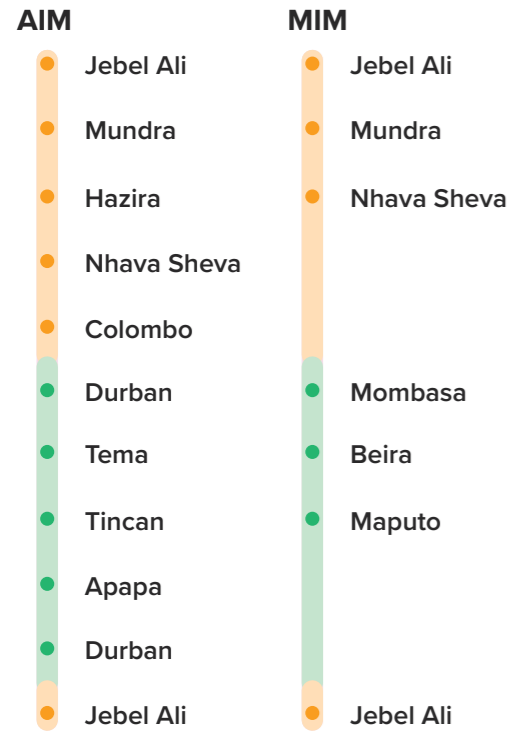 AIM
Jebel Ali
Mundra
Hazira
Nhava Sheva
Colombo
Durban
Tema
Tincan
Apapa
Durban
Jebel Ali
MIM
Jebel Ali
Mundra
Nhava Sheva
Mombasa
Beira
Maputo
Jebel Ali